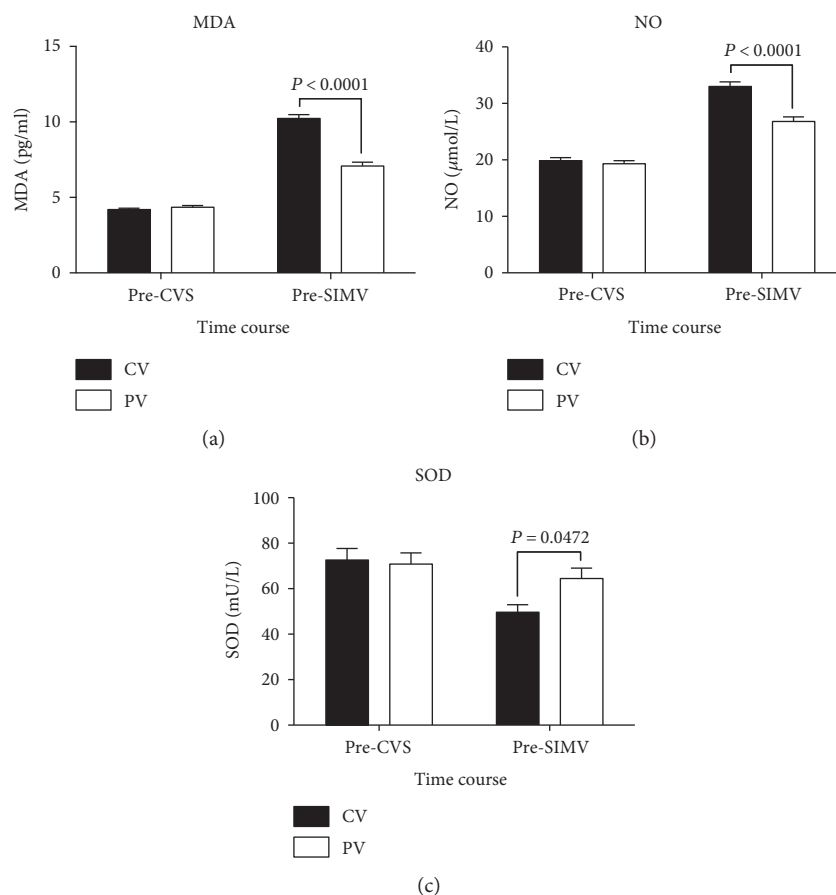 MDA
15
10
5
0
MDA (pg/ml)
P < 0.0001
Pre-CVS Pre-SIMV
Time course
CV
PV
(a)
NO
40
30
20
10
0
NO (µmol/L)
P < 0.0001
Pre-CVS Pre-SIMV
Time course
CV
PV
(b)
SOD
100
80
60
40
20
0
SOD (mU/L)
P = 0.0472
Pre-CVS Pre-SIMV
Time course
CV
PV
(c)